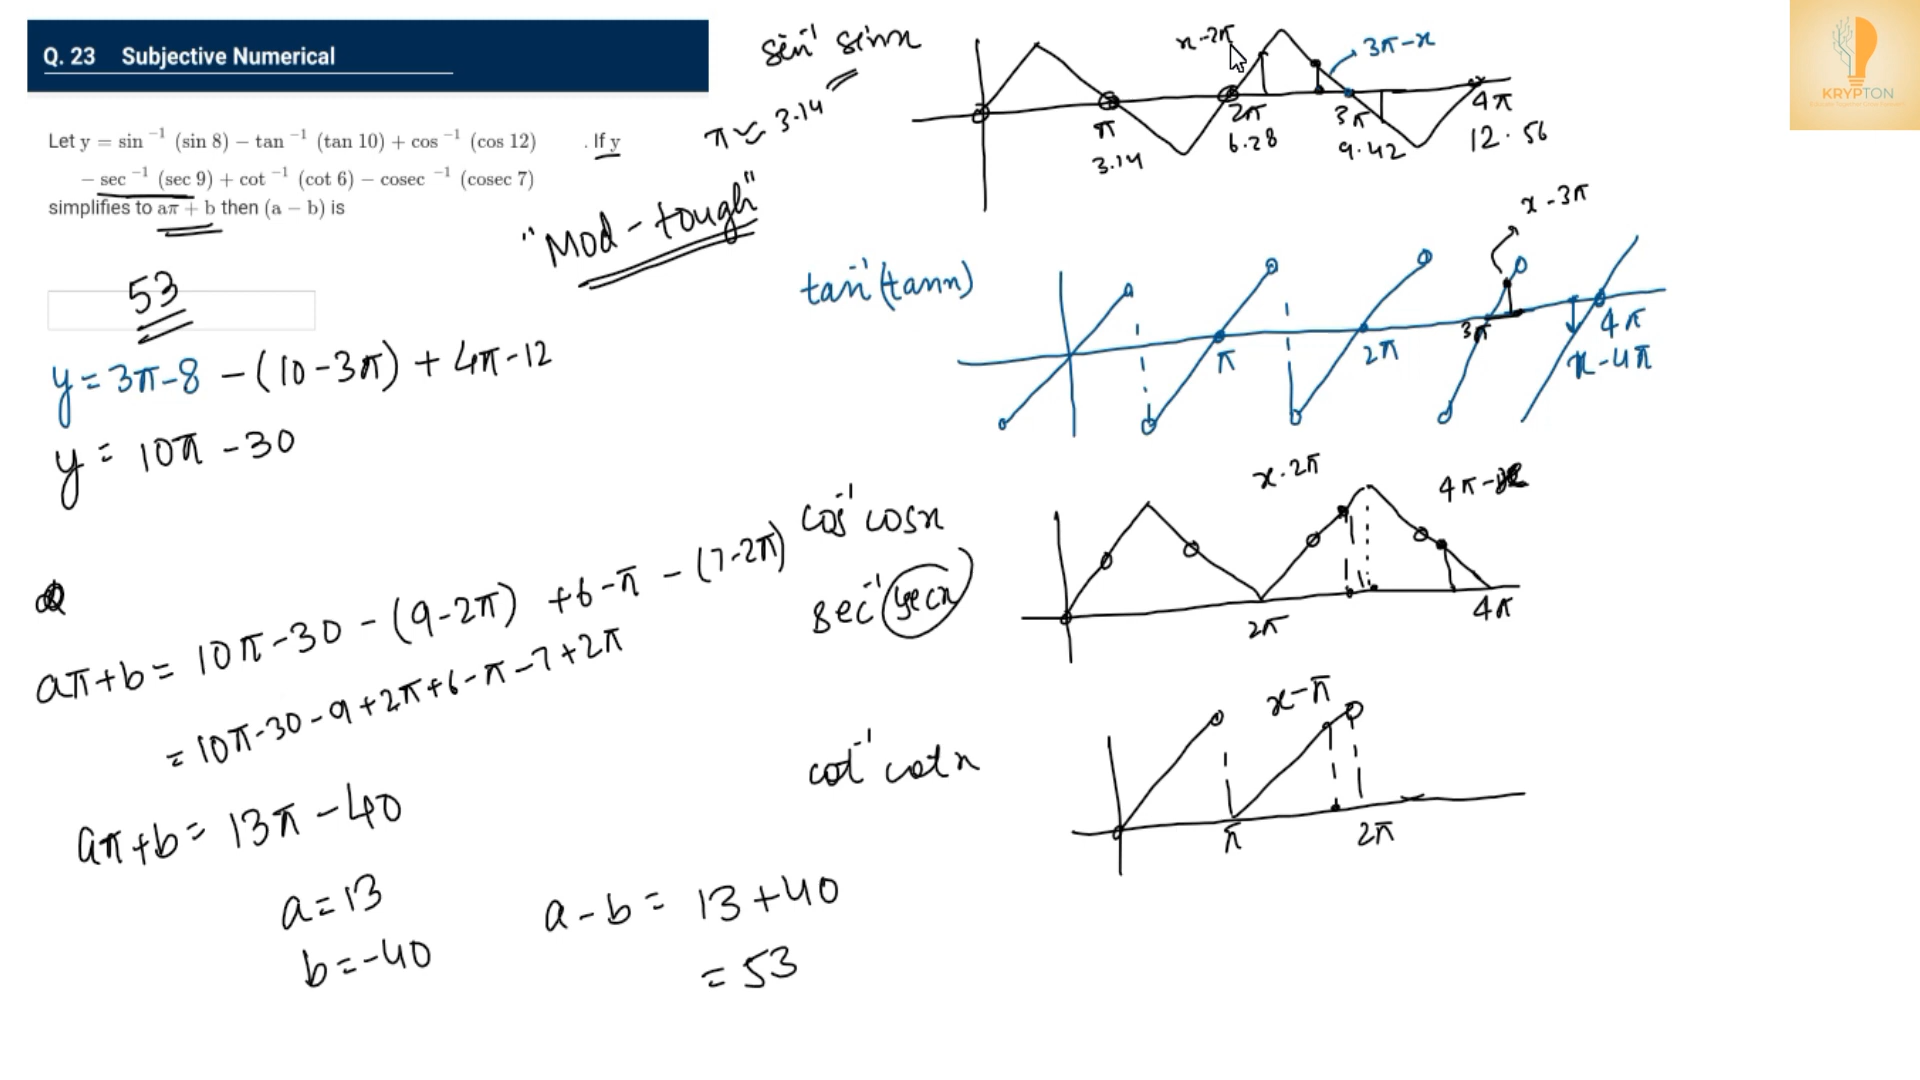 Q. 23 Subjective Numerical
Let y = sin⁻¹ (sin 8) − tan⁻¹ (tan 10) + cos⁻¹ (cos 12) . If y
− sec⁻¹ (sec 9) + cot⁻¹ (cot 6) − cosec⁻¹ (cosec 7)
simplifies to aπ + b then (a − b) is
53
"Mod - tough"
y = 3π-8 - (10-3π) + 4π-12
y = 10π - 30
aπ+b = 10π-30 - (9-2π) +6-π - (7-2π)
= 10π-30-9+2π+6-π-7+2π
aπ+b = 13π - 40
a = 13
b = -40
a - b = 13 + 40
= 53
sin⁻¹ sinx
π ≈ 3.14
x-2π
3π-x
π
2π
3π
4π
3.14
6.28
9.42
12.56
tan⁻¹(tanx)
x-3π
π
2π
3π
4π
x-4π
cos⁻¹ cosx
sec⁻¹ secx
x-2π
4π-x
2π
4π
cot⁻¹ cotx
x-π
π
2π
KRYPTON